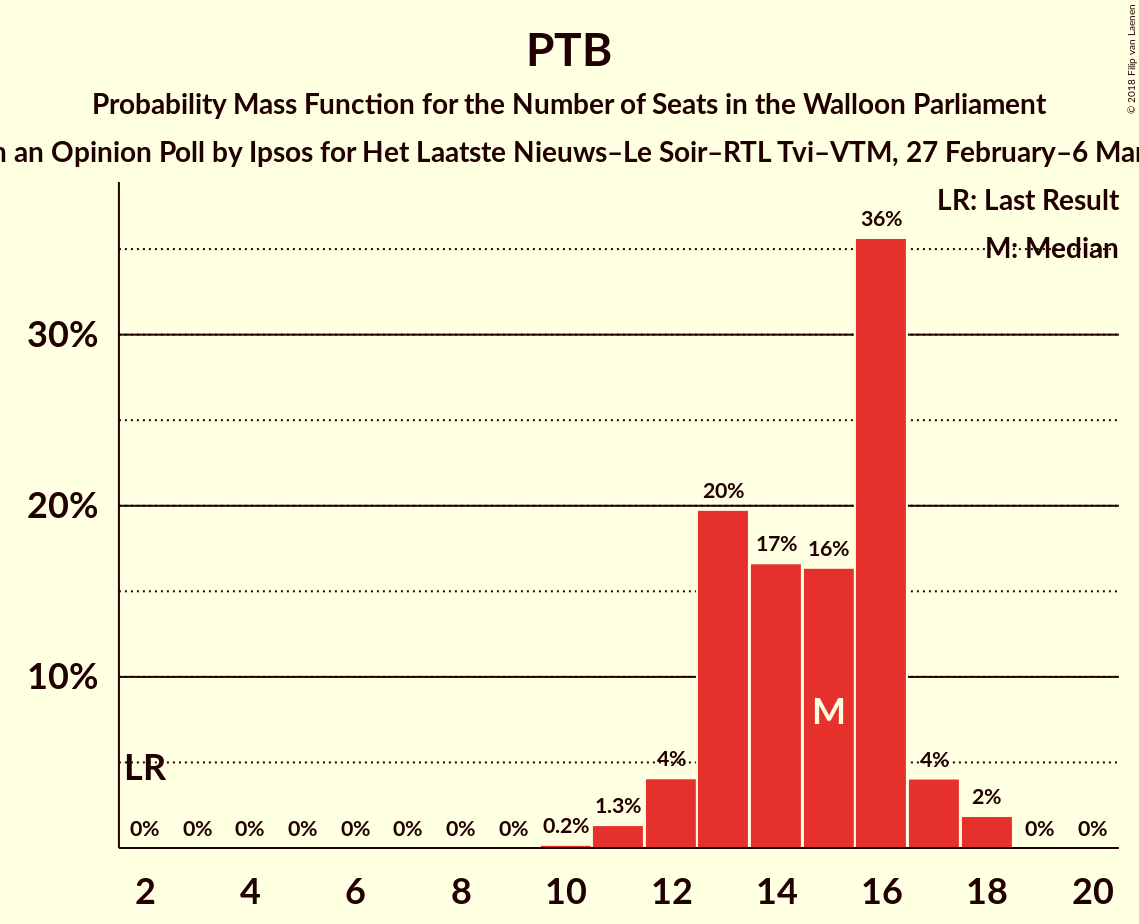 PTB
Probability Mass Function for the Number of Seats in the Walloon Parliament
an Opinion Poll by Ipsos for Het Laatste Nieuws–Le Soir–RTL Tvi–VTM, 27 February–6
© 2018 Filip van Laenen
LR: Last Result
M: Median
36%
30%
20%
20%
17%
16%
10%
M
LR
4%
4%
2%
1.3%
0.2%
0% 0% 0% 0% 0% 0% 0% 0% 0% 0%
2 4 6 8 10 12 14 16 18 20